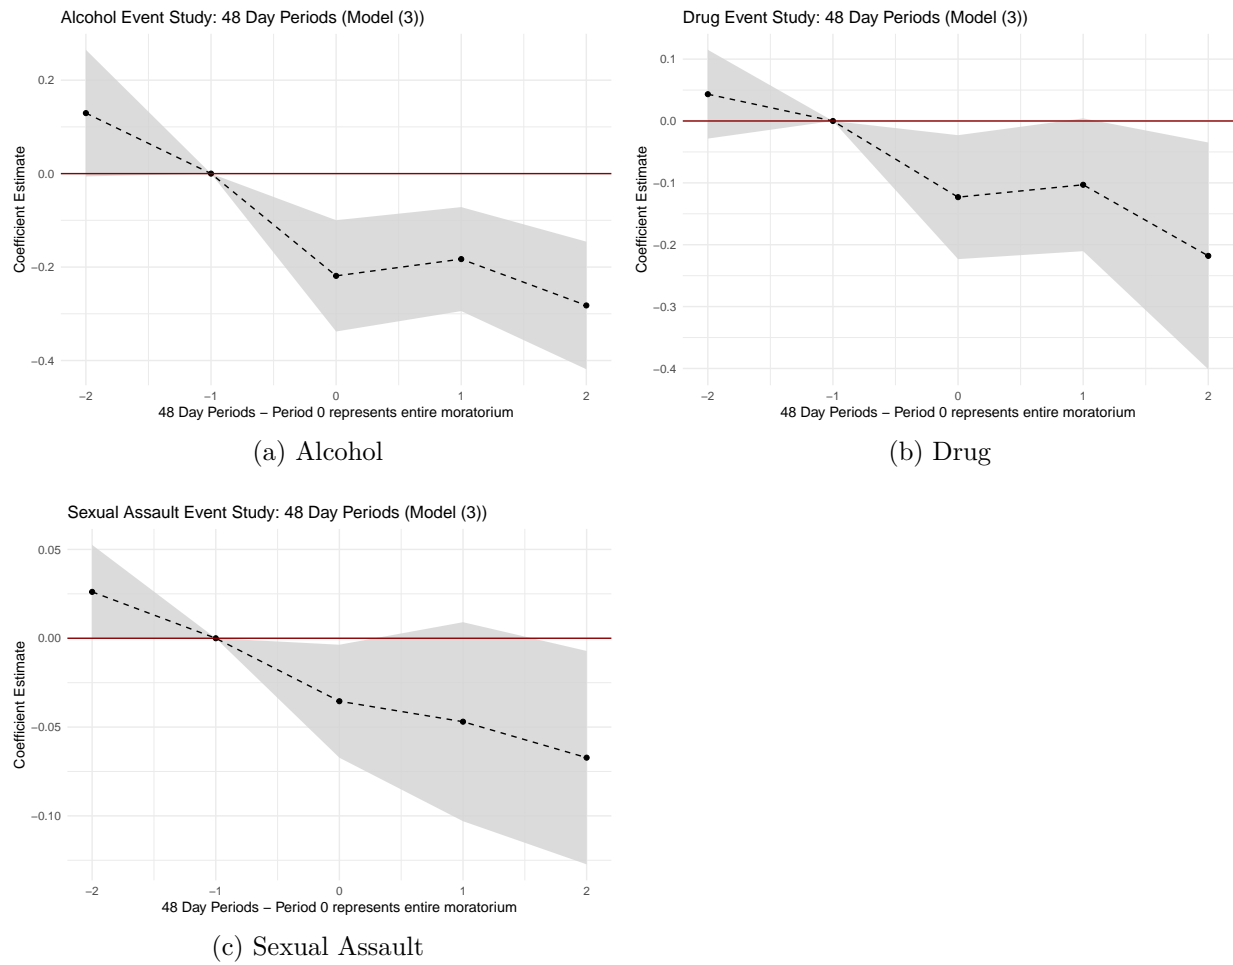 Alcohol Event Study: 48 Day Periods (Model (3))
0.2
0.0
−0.2
−0.4
Coefficient Estimate
−2
−1
0
1
2
48 Day Periods − Period 0 represents entire moratorium
(a) Alcohol
Drug Event Study: 48 Day Periods (Model (3))
0.1
0.0
−0.1
−0.2
−0.3
−0.4
Coefficient Estimate
−2
−1
0
1
2
48 Day Periods − Period 0 represents entire moratorium
(b) Drug
Sexual Assault Event Study: 48 Day Periods (Model (3))
0.05
0.00
−0.05
−0.10
Coefficient Estimate
−2
−1
0
1
2
48 Day Periods − Period 0 represents entire moratorium
(c) Sexual Assault